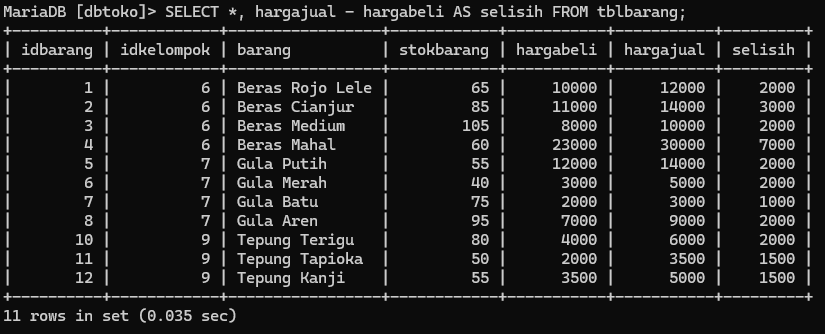 MariaDB [dbtoko]> SELECT *, hargajual - hargabeli AS selisih FROM tblbarang;
+----------+------------+-----------------+------------+-----------+-----------+---------+
| idbarang | idkelompok | barang          | stokbarang | hargabeli | hargajual | selisih |
+----------+------------+-----------------+------------+-----------+-----------+---------+
|        1 |          6 | Beras Rojo Lele |         65 |     10000 |     12000 |    2000 |
|        2 |          6 | Beras Cianjur   |         85 |     11000 |     14000 |    3000 |
|        3 |          6 | Beras Medium    |        105 |      8000 |     10000 |    2000 |
|        4 |          6 | Beras Mahal     |         60 |     23000 |     30000 |    7000 |
|        5 |          7 | Gula Putih      |         55 |     12000 |     14000 |    2000 |
|        6 |          7 | Gula Merah      |         40 |      3000 |      5000 |    2000 |
|        7 |          7 | Gula Batu       |         75 |      2000 |      3000 |    1000 |
|        8 |          7 | Gula Aren       |         95 |      7000 |      9000 |    2000 |
|       10 |          9 | Tepung Terigu   |         80 |      4000 |      6000 |    2000 |
|       11 |          9 | Tepung Tapioka  |         50 |      2000 |      3500 |    1500 |
|       12 |          9 | Tepung Kanji    |         55 |      3500 |      5000 |    1500 |
+----------+------------+-----------------+------------+-----------+-----------+---------+
11 rows in set (0.035 sec)